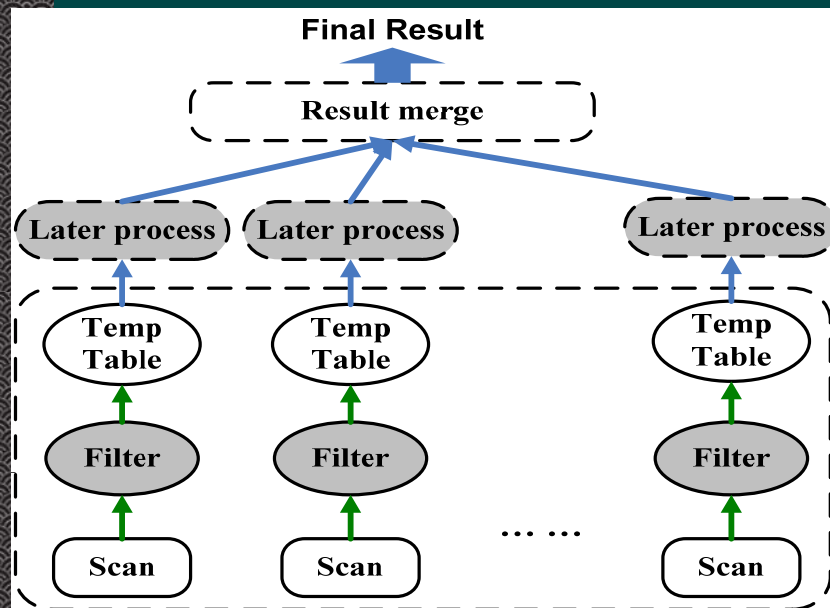 Final Result
Result merge
Later process Later process Later process
Temp Table Temp Table Temp Table
Filter Filter Filter
... ...
Scan Scan Scan